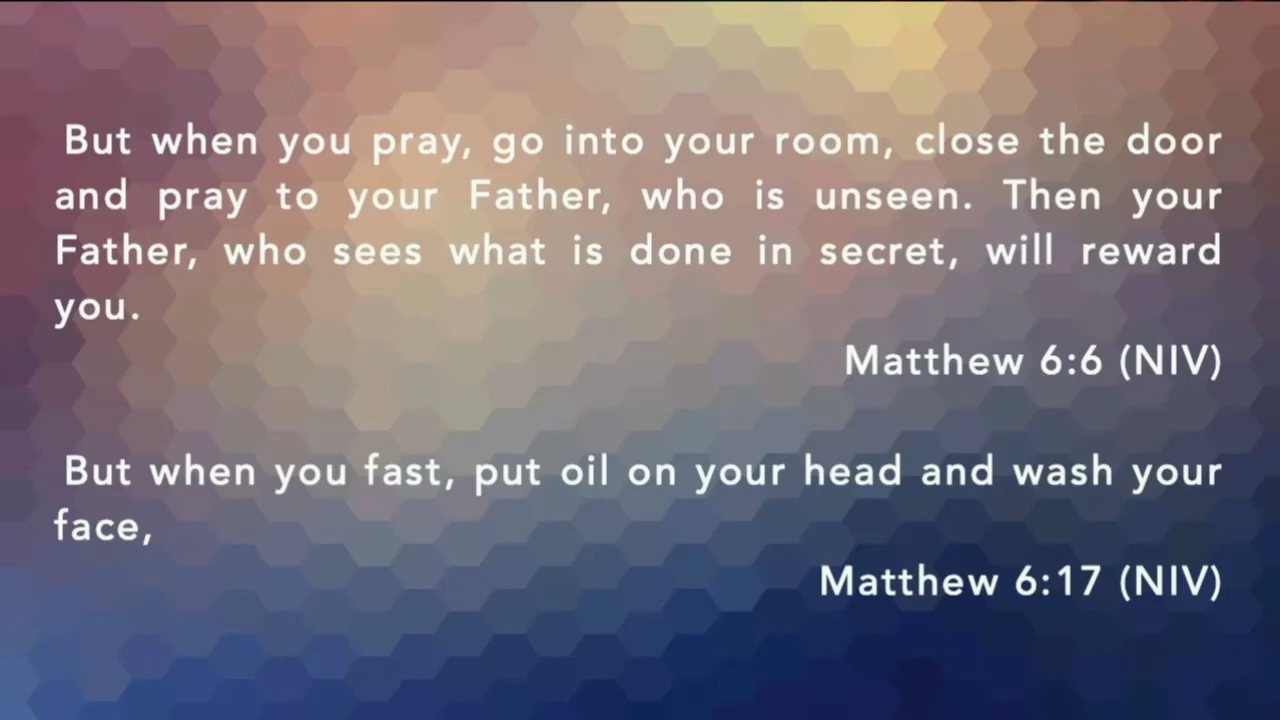 But when you pray, go into your room, close the door
and pray to your Father, who is unseen. Then your
Father, who sees what is done in secret, will reward
you.
Matthew 6:6 (NIV)
But when you fast, put oil on your head and wash your
face,
Matthew 6:17 (NIV)